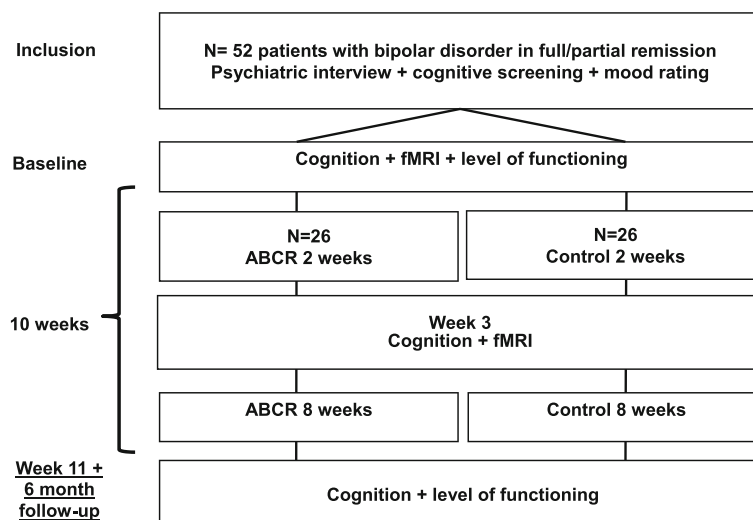 Inclusion
N= 52 patients with bipolar disorder in full/partial remission
Psychiatric interview + cognitive screening + mood rating
Baseline
Cognition + fMRI + level of functioning
10 weeks
N=26
ABCR 2 weeks
N=26
Control 2 weeks
Week 3
Cognition + fMRI
ABCR 8 weeks
Control 8 weeks
Week 11 +
6 month
follow-up
Cognition + level of functioning